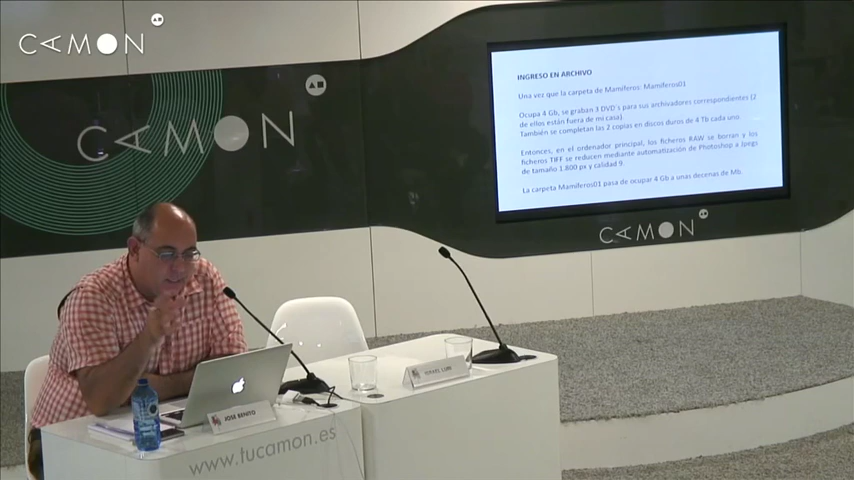 CAMON
CAMON
INGRESO EN ARCHIVO
Una vez que la carpeta de Mamíferos: Mamíferos01
Ocupa 4 Gb, se graban 3 DVD´s para sus archivadores correspondientes (2
de ellos están fuera de mi casa).
También se completan las 2 copias en discos duros de 4 Tb cada uno.
Entonces, en el ordenador principal, los ficheros RAW se borran y los
ficheros TIFF se reducen mediante automatización de Photoshop a Jpegs
de tamaño 1.800 px y calidad 9.
La carpeta Mamíferos01 pasa de ocupar 4 Gb a unas decenas de Mb.
CAMON
JOSÉ BENITO
www.tucamon.es